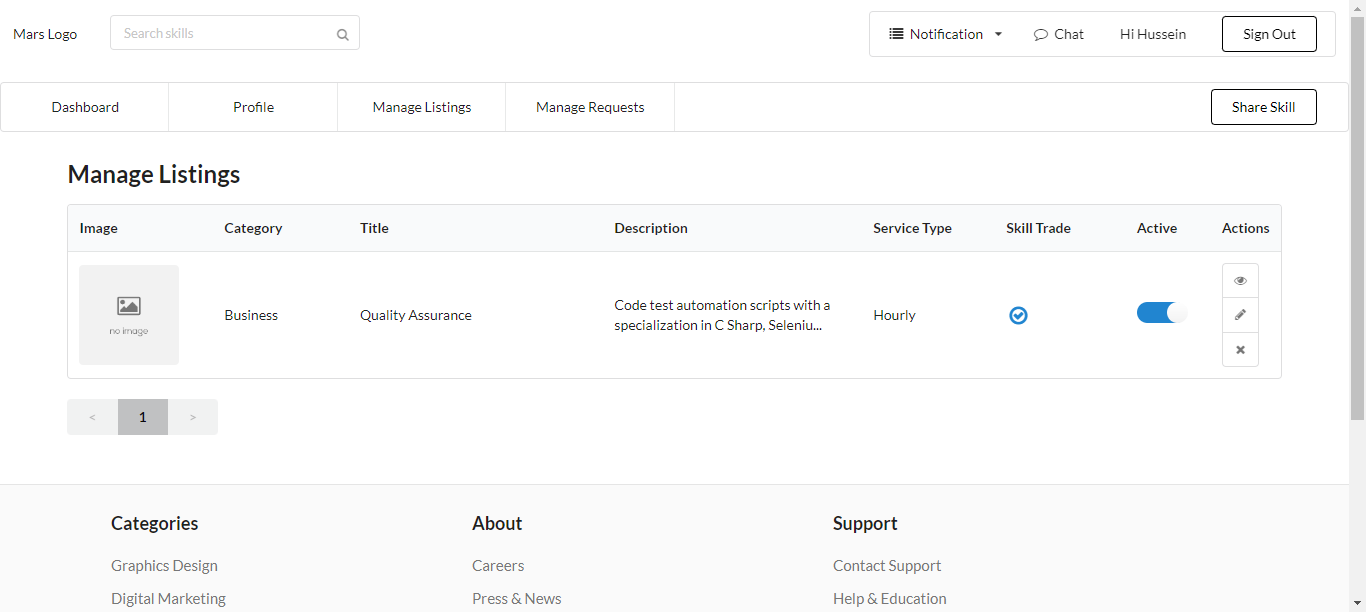 Mars Logo
Search skills
Notification
Chat
Hi Hussein
Sign Out
Dashboard
Profile
Manage Listings
Manage Requests
Share Skill
Manage Listings
Image Category Title Description Service Type Skill Trade Active Actions
no image
Business
Quality Assurance
Code test automation scripts with a
specialization in C Sharp, Seleniu...
Hourly
< 1 >
Categories About Support
Graphics Design Careers Contact Support
Digital Marketing Press & News Help & Education